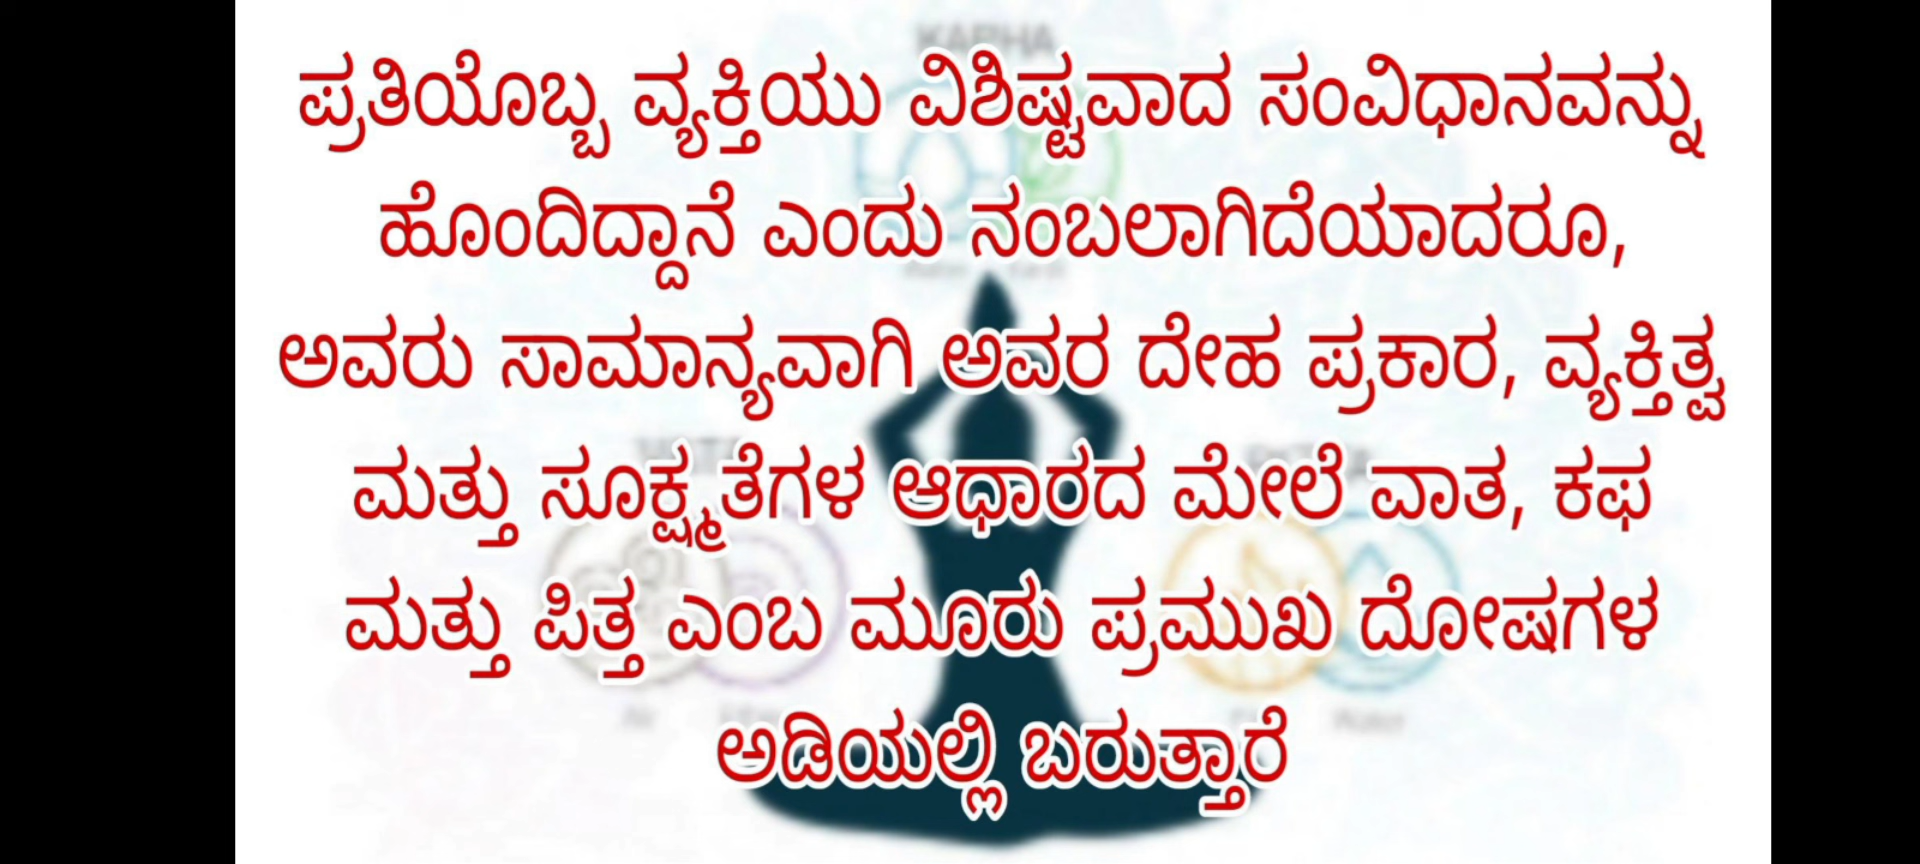 KAPHA
ಪ್ರತಿಯೊಬ್ಬ ವ್ಯಕ್ತಿಯು ವಿಶಿಷ್ಟವಾದ ಸಂವಿಧಾನವನ್ನು
ಹೊಂದಿದ್ದಾನೆ ಎಂದು ನಂಬಲಾಗಿದೆಯಾದರೂ,
ಅವರು ಸಾಮಾನ್ಯವಾಗಿ ಅವರ ದೇಹ ಪ್ರಕಾರ, ವ್ಯಕ್ತಿತ್ವ
ಮತ್ತು ಸೂಕ್ಷ್ಮತೆಗಳ ಆಧಾರದ ಮೇಲೆ ವಾತ, ಕಫ
ಮತ್ತು ಪಿತ್ತ ಎಂಬ ಮೂರು ಪ್ರಮುಖ ದೋಷಗಳ
ಅಡಿಯಲ್ಲಿ ಬರುತ್ತಾರೆ